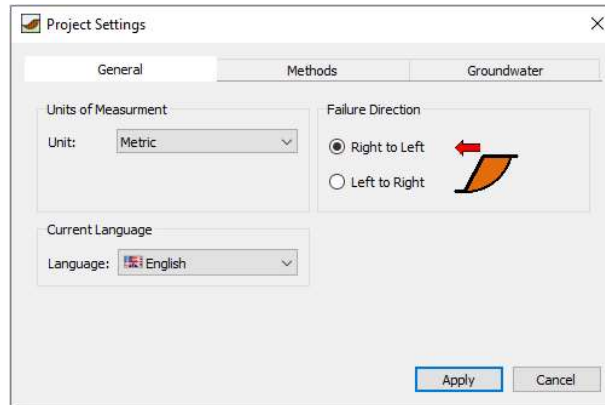 Project Settings
General Methods Groundwater
Units of Measurment
Unit: Metric
Failure Direction
Right to Left
Left to Right
Current Language
Language: English
Apply Cancel